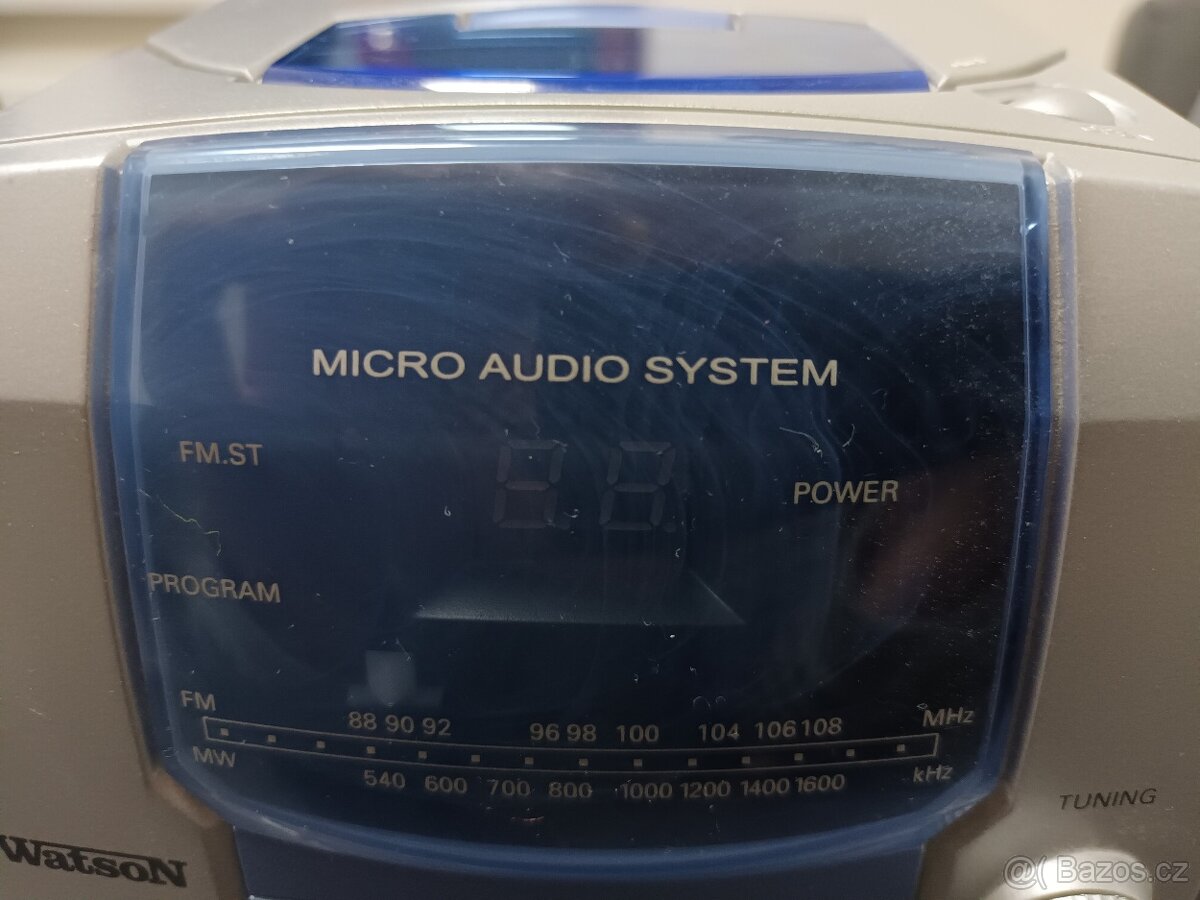 MICRO AUDIO SYSTEM
FM.ST
POWER
PROGRAM
FM 88 90 92 96 98 100 104 106 108 MHz
MW 540 600 700 800 1000 1200 1400 1600 kHz
TUNING
WatsoN
@( Bazos.cz